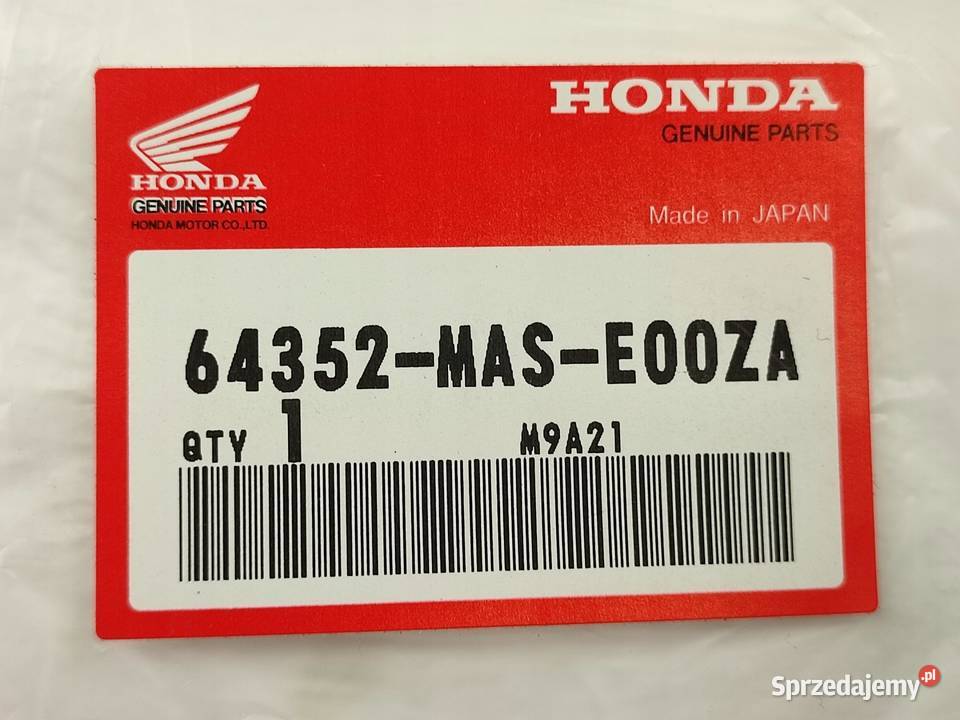 HONDA
GENUINE PARTS
HONDA MOTOR CO.,LTD.
HONDA
GENUINE PARTS
Made in JAPAN
64352-MAS-E00ZA
QTY 1 M9A21
Sprzedajemy.pl